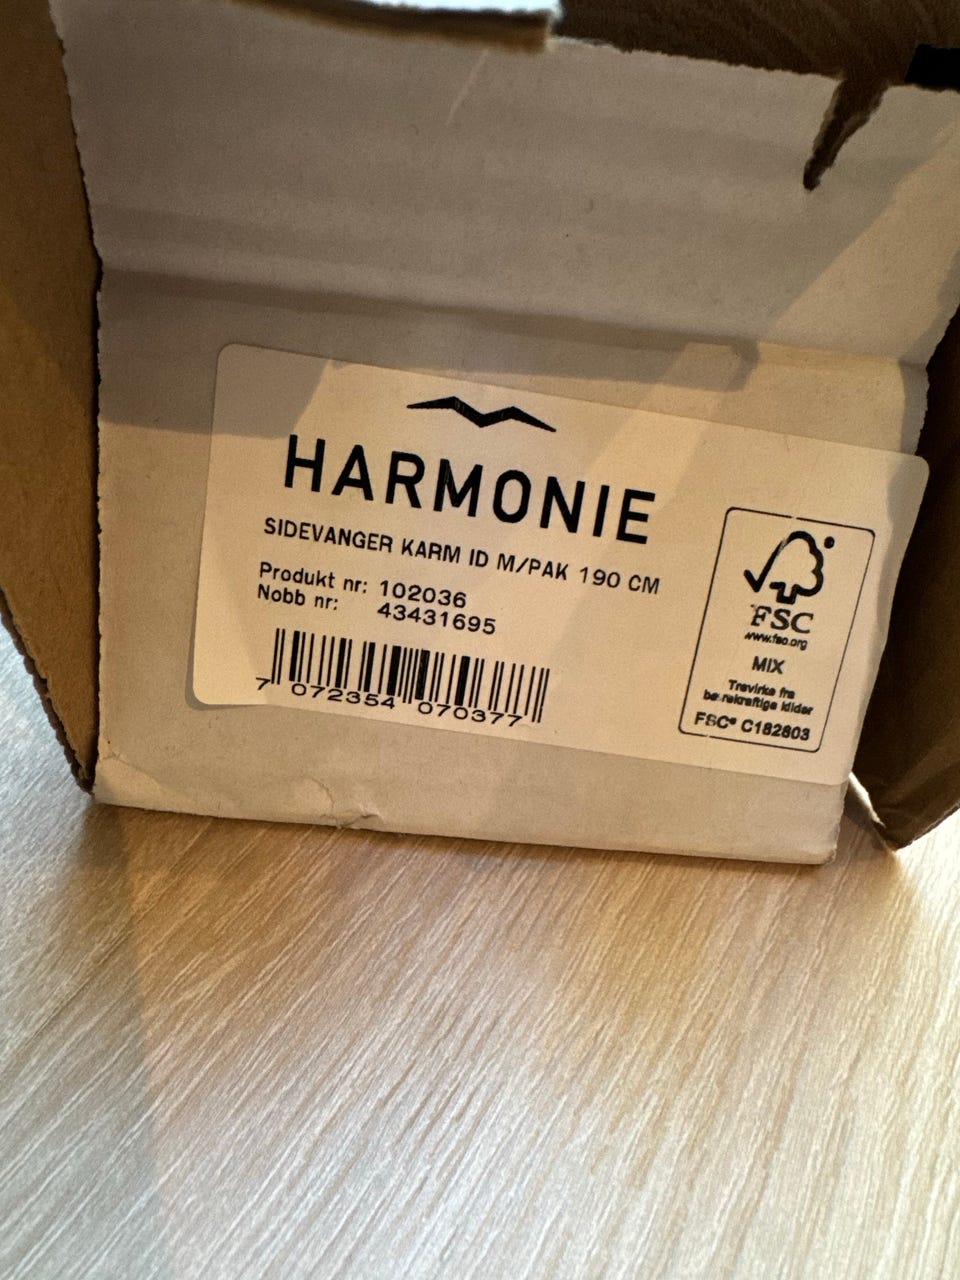 HARMONIE
SIDEVANGER KARM ID M/PAK 190 CM
Produkt nr: 102036
Nobb nr: 43431695
7 072354 070377
FSC
www.fsc.org
MIX
Trevirke fra
bærekraftige kilder
FSC® C182803